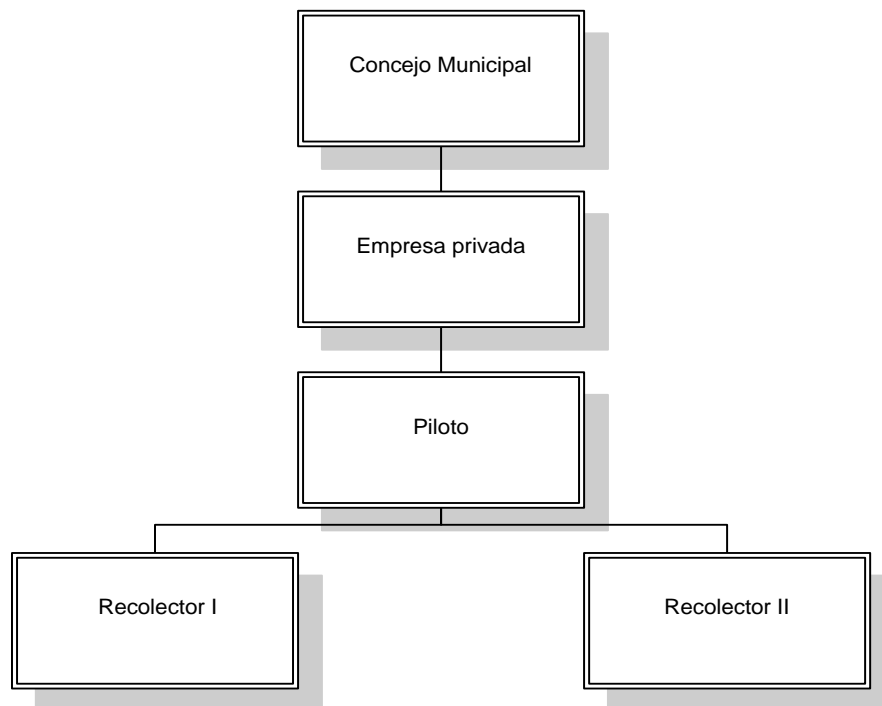 Concejo Municipal
Empresa privada
Piloto
Recolector I
Recolector II